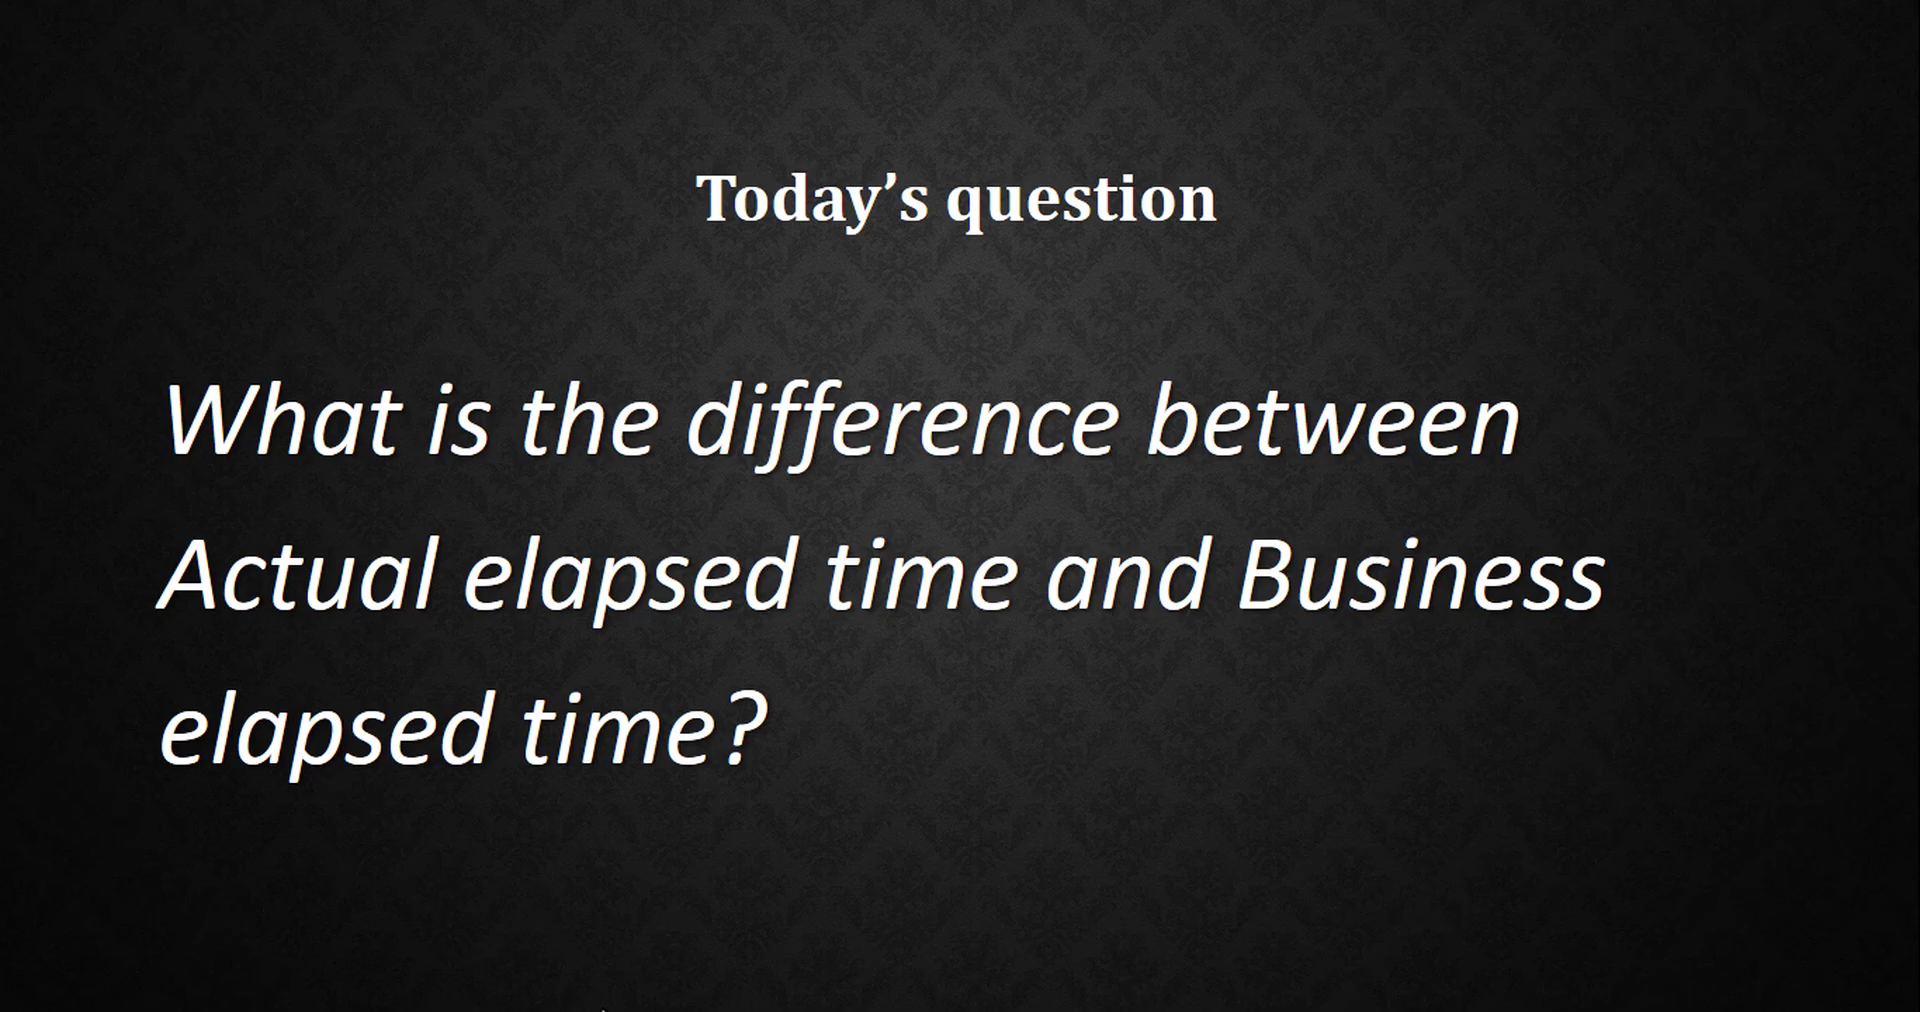 Today’s question
What is the difference between
Actual elapsed time and Business
elapsed time?